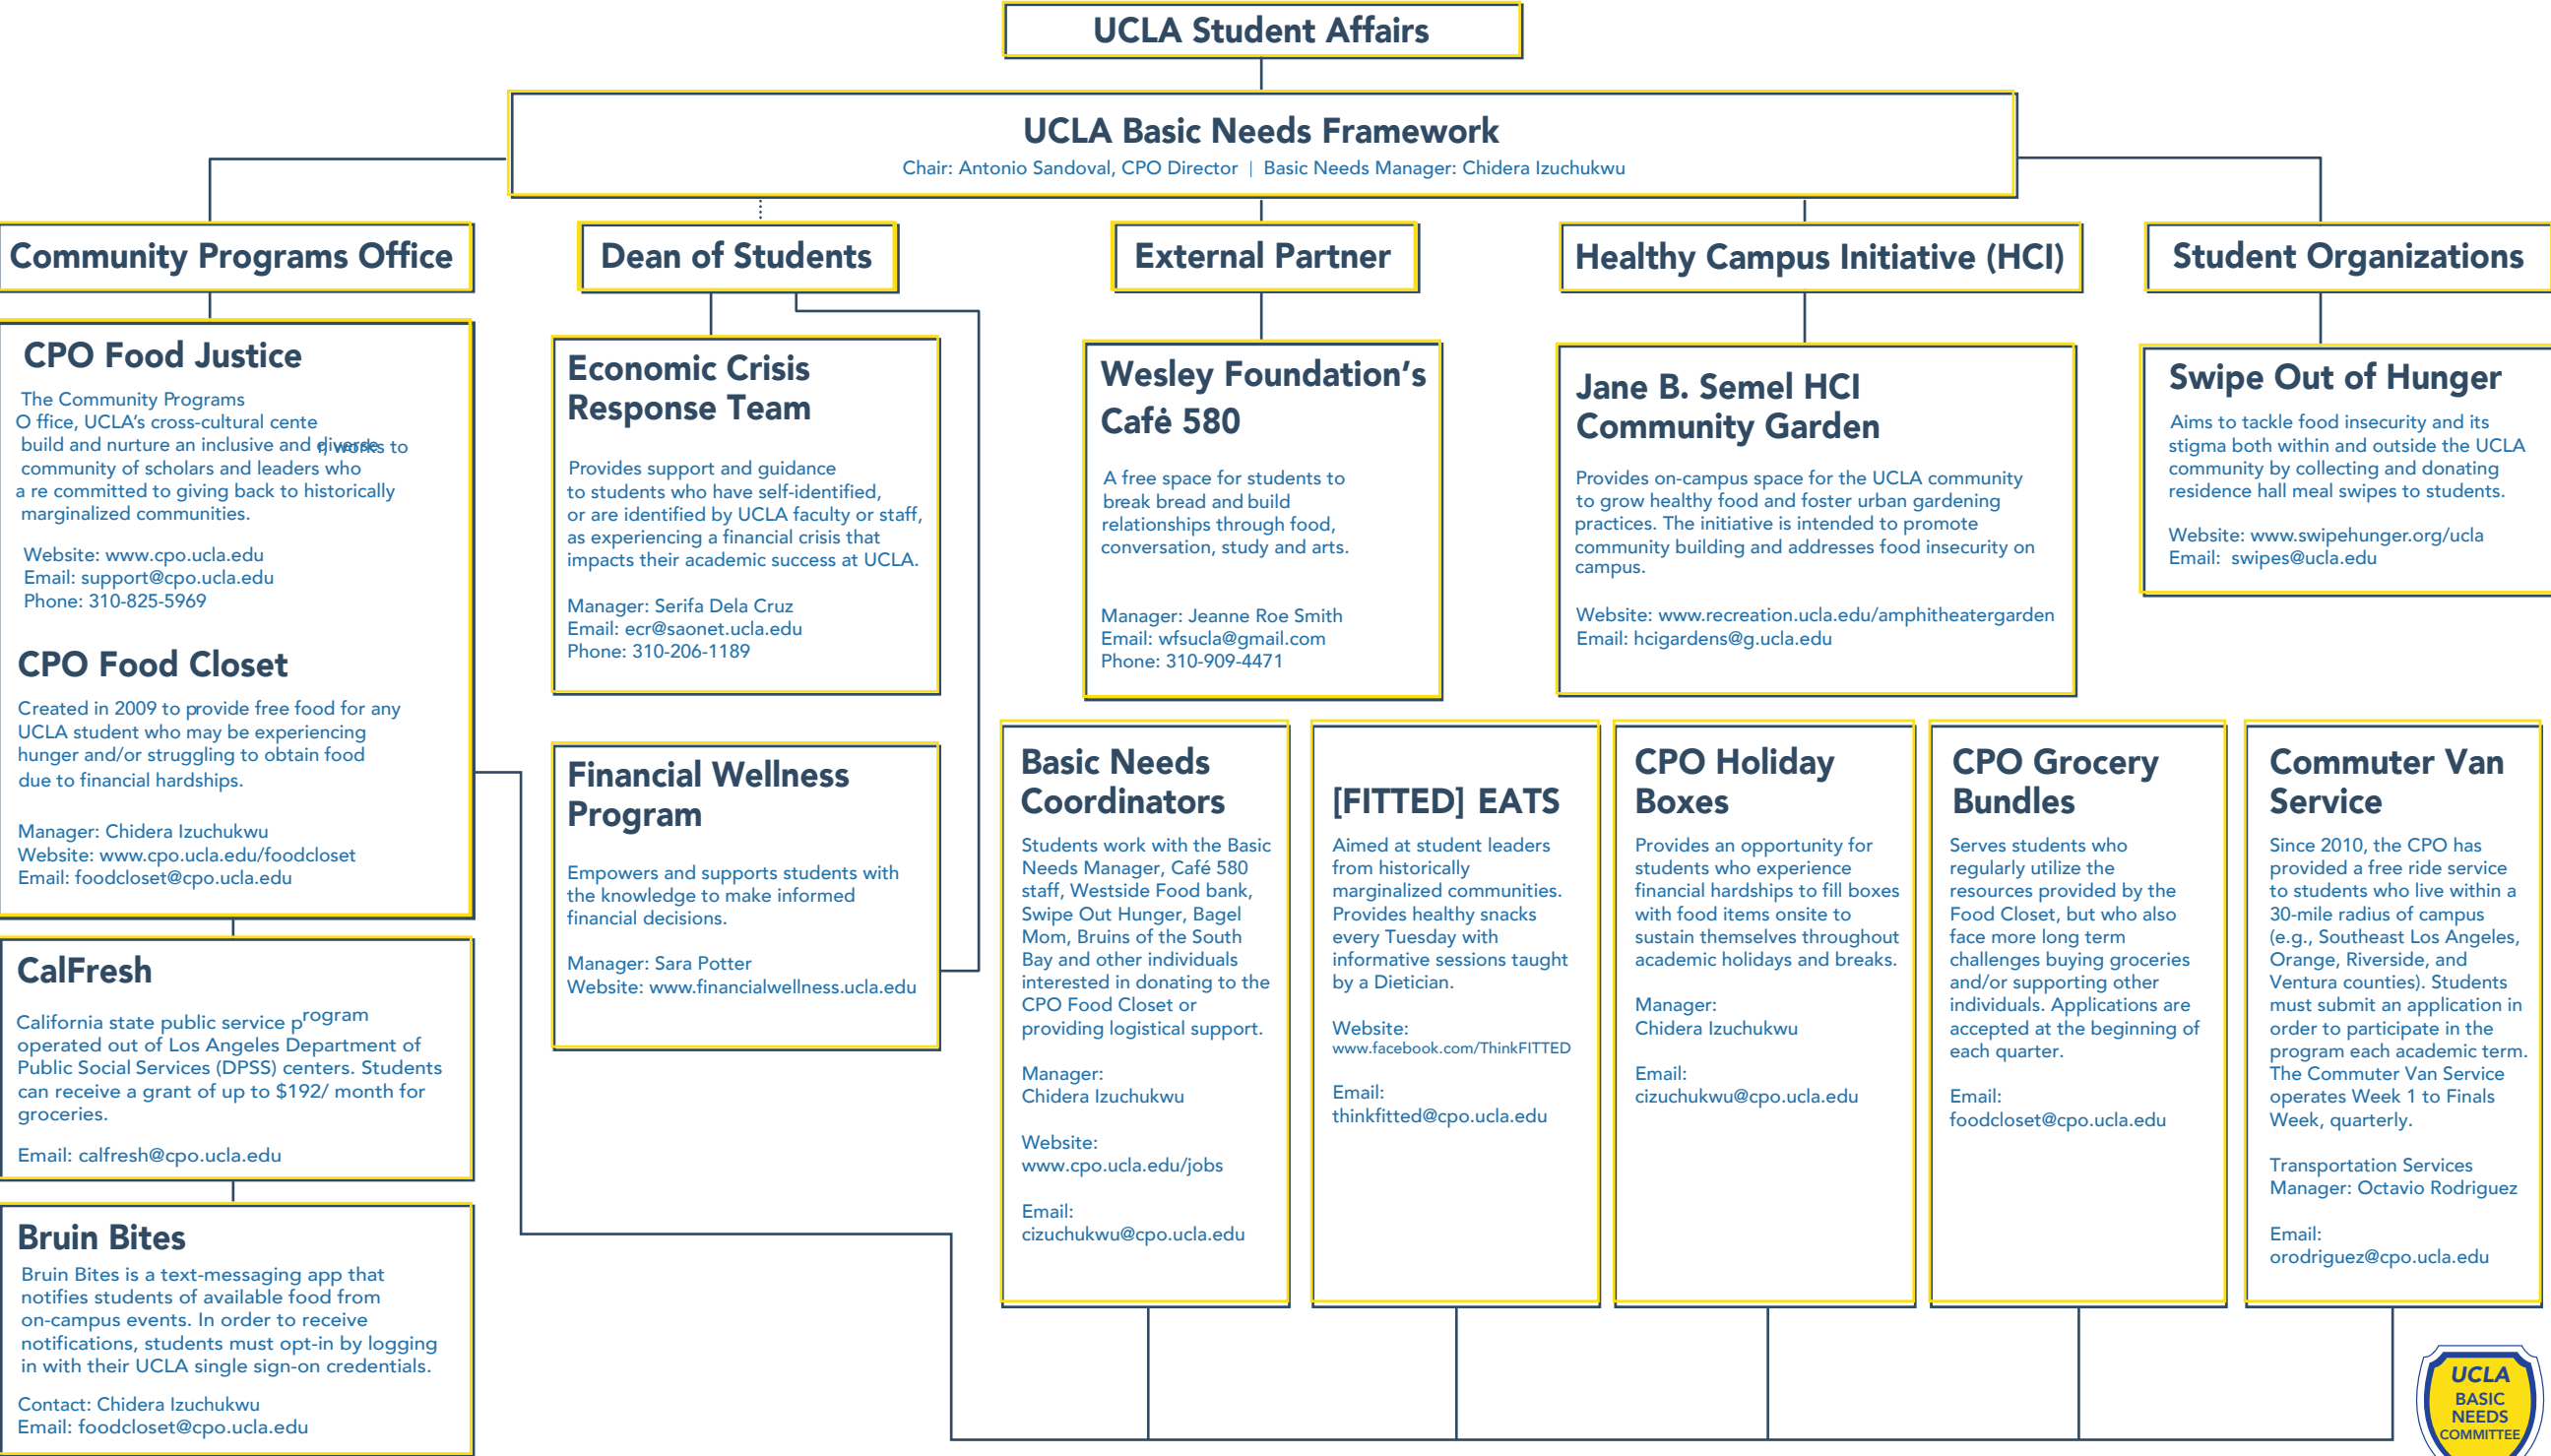 UCLA Student Affairs
UCLA Basic Needs Framework
Chair: Antonio Sandoval, CPO Director | Basic Needs Manager: Chidera Izuchukwu
Community Programs Office
Dean of Students
External Partner
Healthy Campus Initiative (HCI)
Student Organizations
CPO Food Justice
The Community Programs
O ffice, UCLA's cross-cultural cente
r, works to
build and nurture an inclusive and diverse
community of scholars and leaders who
a re committed to giving back to historically
marginalized communities.
Website: www.cpo.ucla.edu
Email: support@cpo.ucla.edu
Phone: 310-825-5969
CPO Food Closet
Created in 2009 to provide free food for any
UCLA student who may be experiencing
hunger and/or struggling to obtain food
due to financial hardships.
Manager: Chidera Izuchukwu
Website: www.cpo.ucla.edu/foodcloset
Email: foodcloset@cpo.ucla.edu
CalFresh
California state public service program
operated out of Los Angeles Department of
Public Social Services (DPSS) centers. Students
can receive a grant of up to $192/ month for
groceries.
Email: calfresh@cpo.ucla.edu
Bruin Bites
Bruin Bites is a text-messaging app that
notifies students of available food from
on-campus events. In order to receive
notifications, students must opt-in by logging
in with their UCLA single sign-on credentials.
Contact: Chidera Izuchukwu
Email: foodcloset@cpo.ucla.edu
Economic Crisis
Response Team
Provides support and guidance
to students who have self-identified,
or are identified by UCLA faculty or staff,
as experiencing a financial crisis that
impacts their academic success at UCLA.
Manager: Serifa Dela Cruz
Email: ecr@saonet.ucla.edu
Phone: 310-206-1189
Financial Wellness
Program
Empowers and supports students with
the knowledge to make informed
financial decisions.
Manager: Sara Potter
Website: www.financialwellness.ucla.edu
Wesley Foundation's
Cafė 580
A free space for students to
break bread and build
relationships through food,
conversation, study and arts.
Manager: Jeanne Roe Smith
Email: wfsucla@gmail.com
Phone: 310-909-4471
Jane B. Semel HCI
Community Garden
Provides on-campus space for the UCLA community
to grow healthy food and foster urban gardening
practices. The initiative is intended to promote
community building and addresses food insecurity on
campus.
Website: www.recreation.ucla.edu/amphitheatergarden
Email: hcigardens@g.ucla.edu
Swipe Out of Hunger
Aims to tackle food insecurity and its
stigma both within and outside the UCLA
community by collecting and donating
residence hall meal swipes to students.
Website: www.swipehunger.org/ucla
Email: swipes@ucla.edu
Basic Needs
Coordinators
Students work with the Basic
Needs Manager, Café 580
staff, Westside Food bank,
Swipe Out Hunger, Bagel
Mom, Bruins of the South
Bay and other individuals
interested in donating to the
CPO Food Closet or
providing logistical support.
Manager:
Chidera Izuchukwu
Website:
www.cpo.ucla.edu/jobs
Email:
cizuchukwu@cpo.ucla.edu
[FITTED] EATS
Aimed at student leaders
from historically
marginalized communities.
Provides healthy snacks
every Tuesday with
informative sessions taught
by a Dietician.
Website:
www.facebook.com/ThinkFITTED
Email:
thinkfitted@cpo.ucla.edu
CPO Holiday
Boxes
Provides an opportunity for
students who experience
financial hardships to fill boxes
with food items onsite to
sustain themselves throughout
academic holidays and breaks.
Manager:
Chidera Izuchukwu
Email:
cizuchukwu@cpo.ucla.edu
CPO Grocery
Bundles
Serves students who
regularly utilize the
resources provided by the
Food Closet, but who also
face more long term
challenges buying groceries
and/or supporting other
individuals. Applications are
accepted at the beginning of
each quarter.
Email:
foodcloset@cpo.ucla.edu
Commuter Van
Service
Since 2010, the CPO has
provided a free ride service
to students who live within a
30-mile radius of campus
(e.g., Southeast Los Angeles,
Orange, Riverside, and
Ventura counties). Students
must submit an application in
order to participate in the
program each academic term.
The Commuter Van Service
operates Week 1 to Finals
Week, quarterly.
Transportation Services
Manager: Octavio Rodriguez
Email:
orodriguez@cpo.ucla.edu
UCLA
BASIC
NEEDS
COMMITTEE